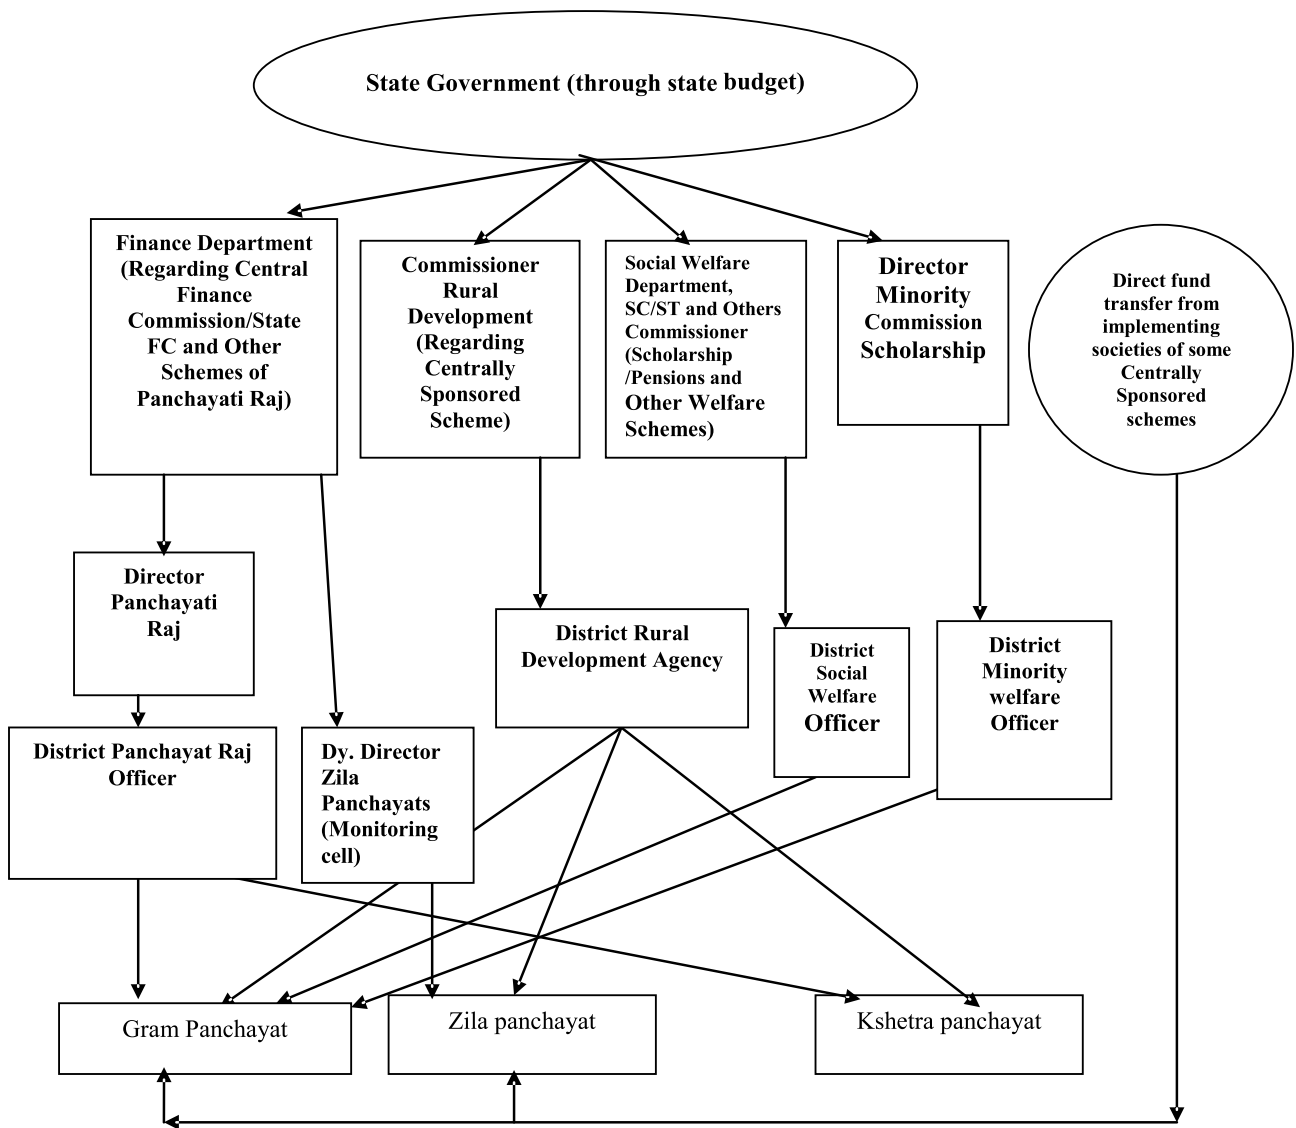 State Government (through state budget)
Finance Department
(Regarding Central
Finance
Commission/State
FC and Other
Schemes of
Panchayati Raj)
Commissioner
Rural
Development
(Regarding
Centrally
Sponsored
Scheme)
Social Welfare
Department,
SC/ST and Others
Commissioner
(Scholarship
/Pensions and
Other Welfare
Schemes)
Director
Minority
Commission
Scholarship
Direct fund
transfer from
implementing
societies of some
Centrally
Sponsored
schemes
Director
Panchayati
Raj
District Rural
Development Agency
District
Social
Welfare
Officer
District
Minority
welfare
Officer
District Panchayat Raj
Officer
Dy. Director
Zila
Panchayats
(Monitoring
cell)
Gram Panchayat
Zila panchayat
Kshetra panchayat